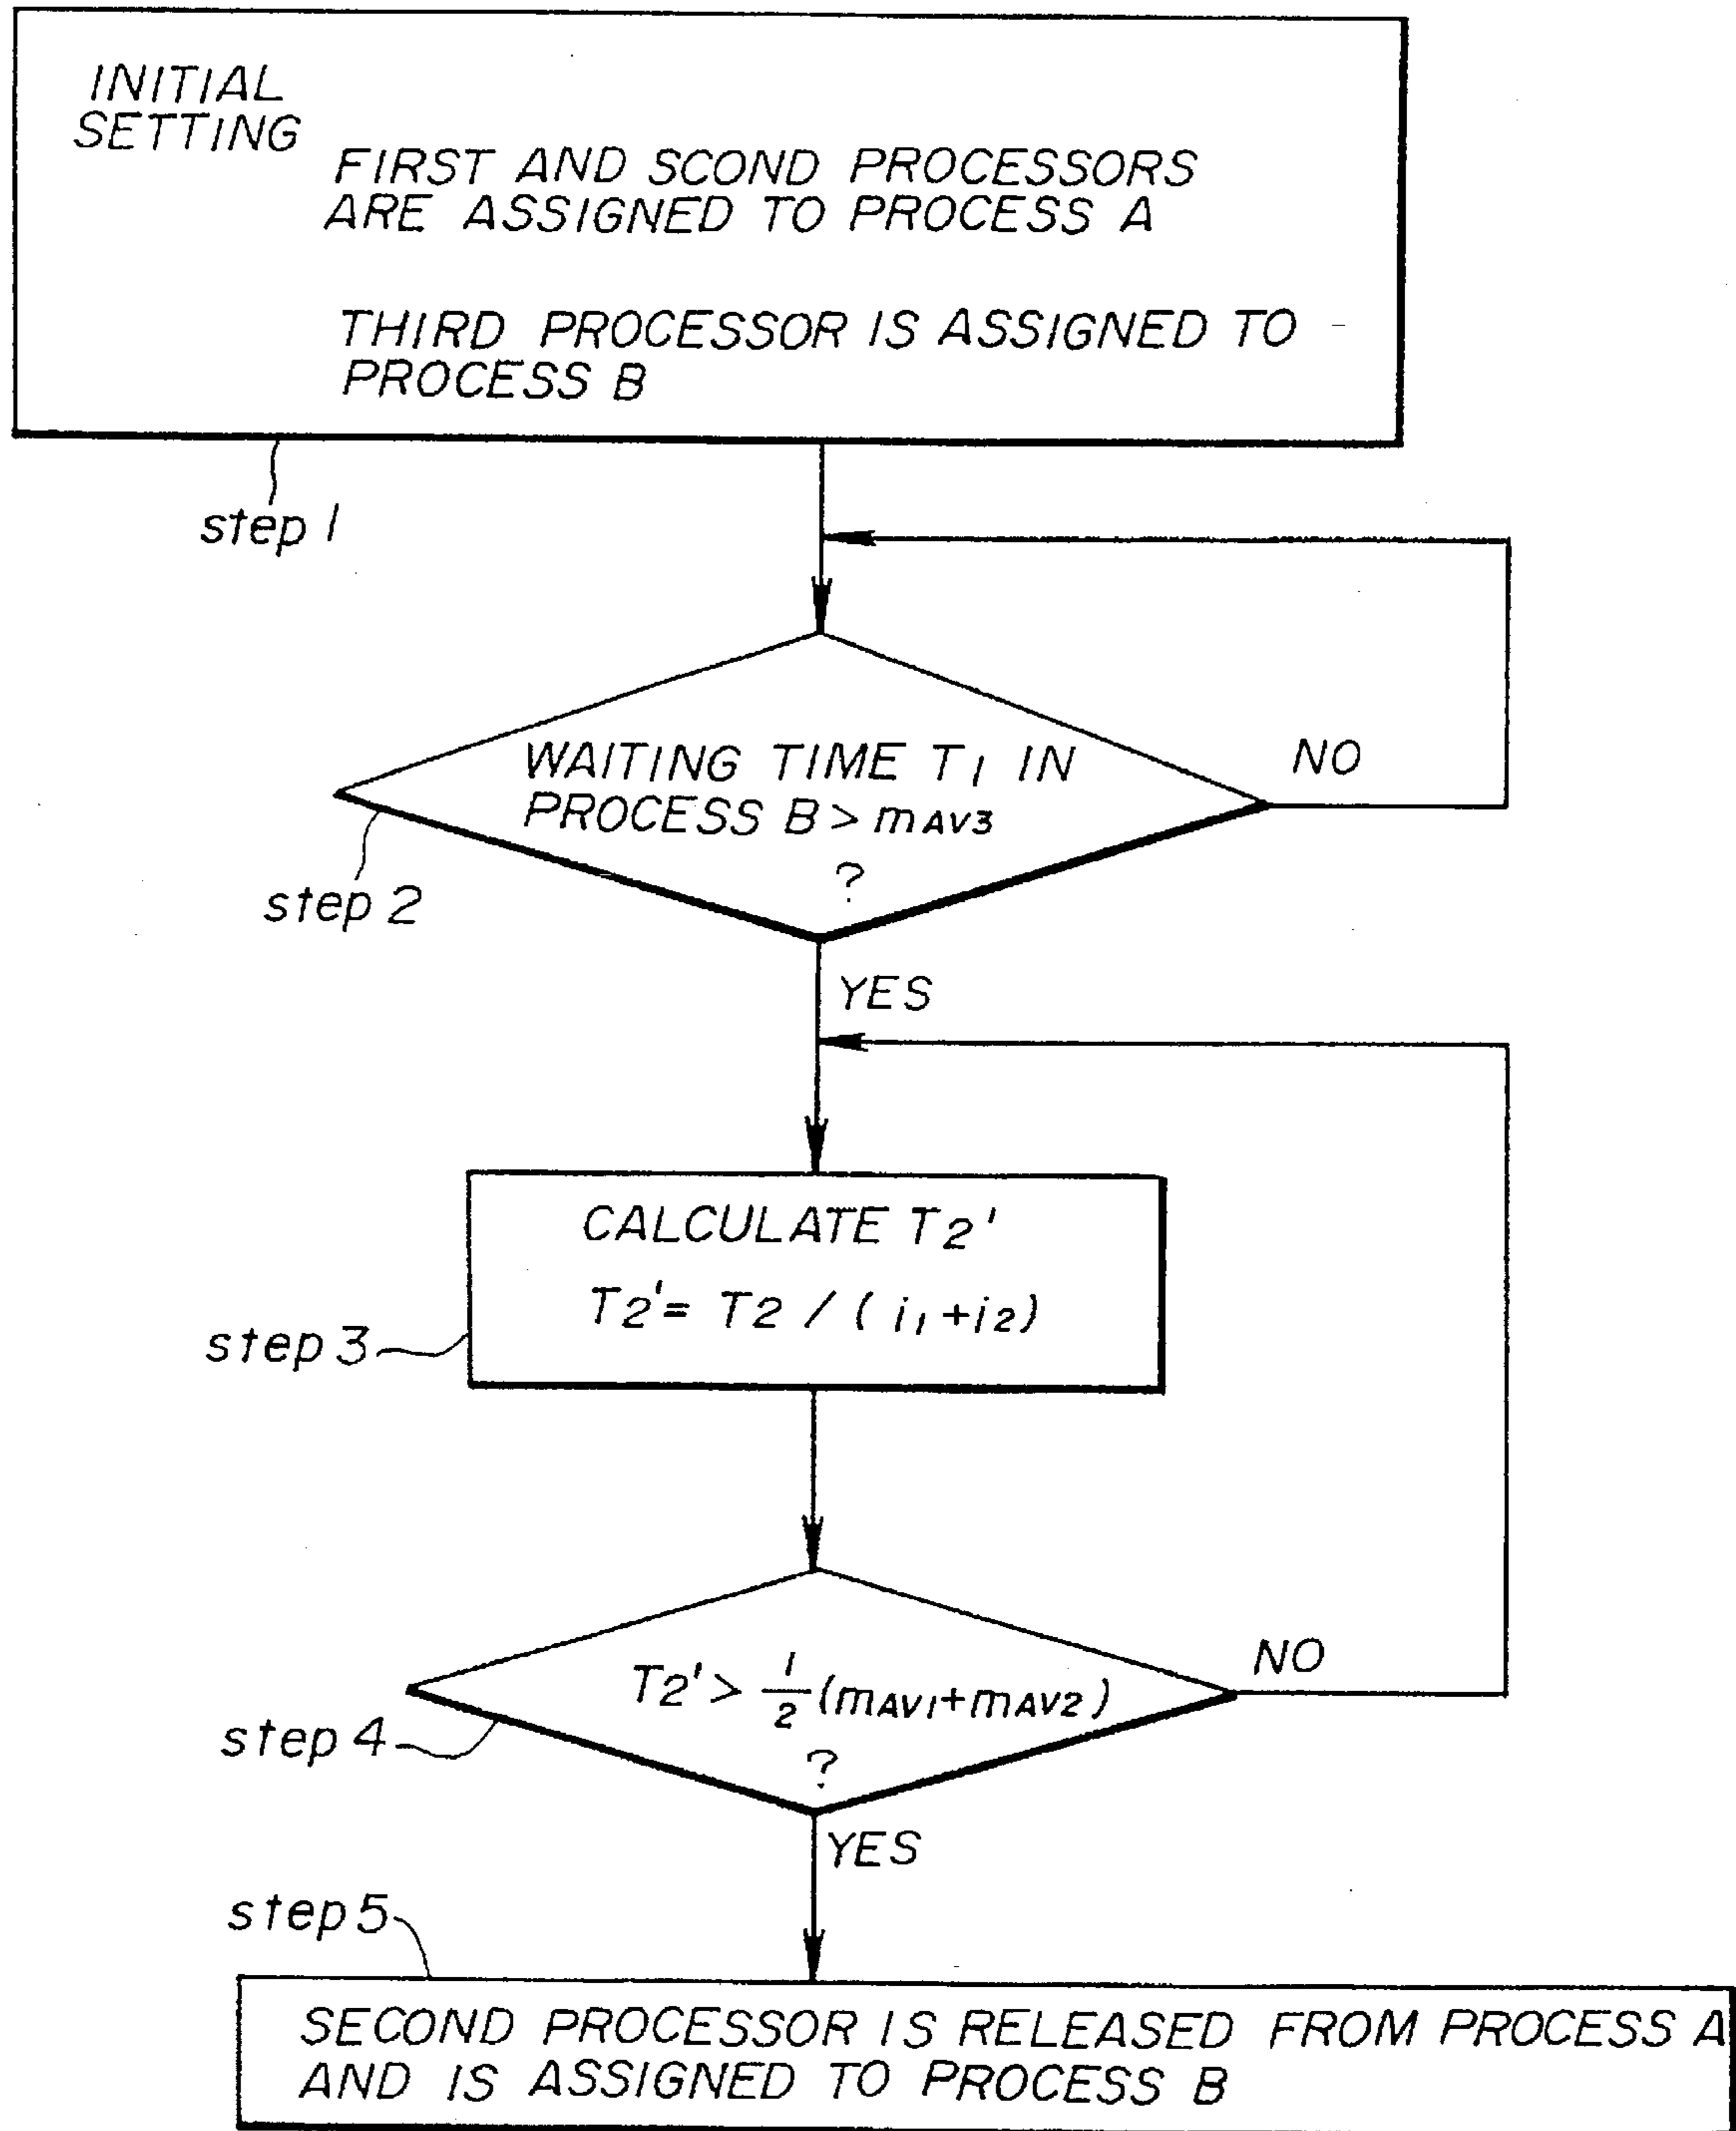 INITIAL
SETTING
FIRST AND SCOND PROCESSORS
ARE ASSIGNED TO PROCESS A
THIRD PROCESSOR IS ASSIGNED TO
PROCESS B
step 1
WAITING TIME T1 IN
PROCESS B > mAV3
?
NO
step 2
YES
CALCULATE T2'
T2' = T2 / ( i1 + i2)
step 3
T2' > 1/2 (mAV1 + mAV2)
?
NO
step 4
YES
step 5
SECOND PROCESSOR IS RELEASED FROM PROCESS A
AND IS ASSIGNED TO PROCESS B